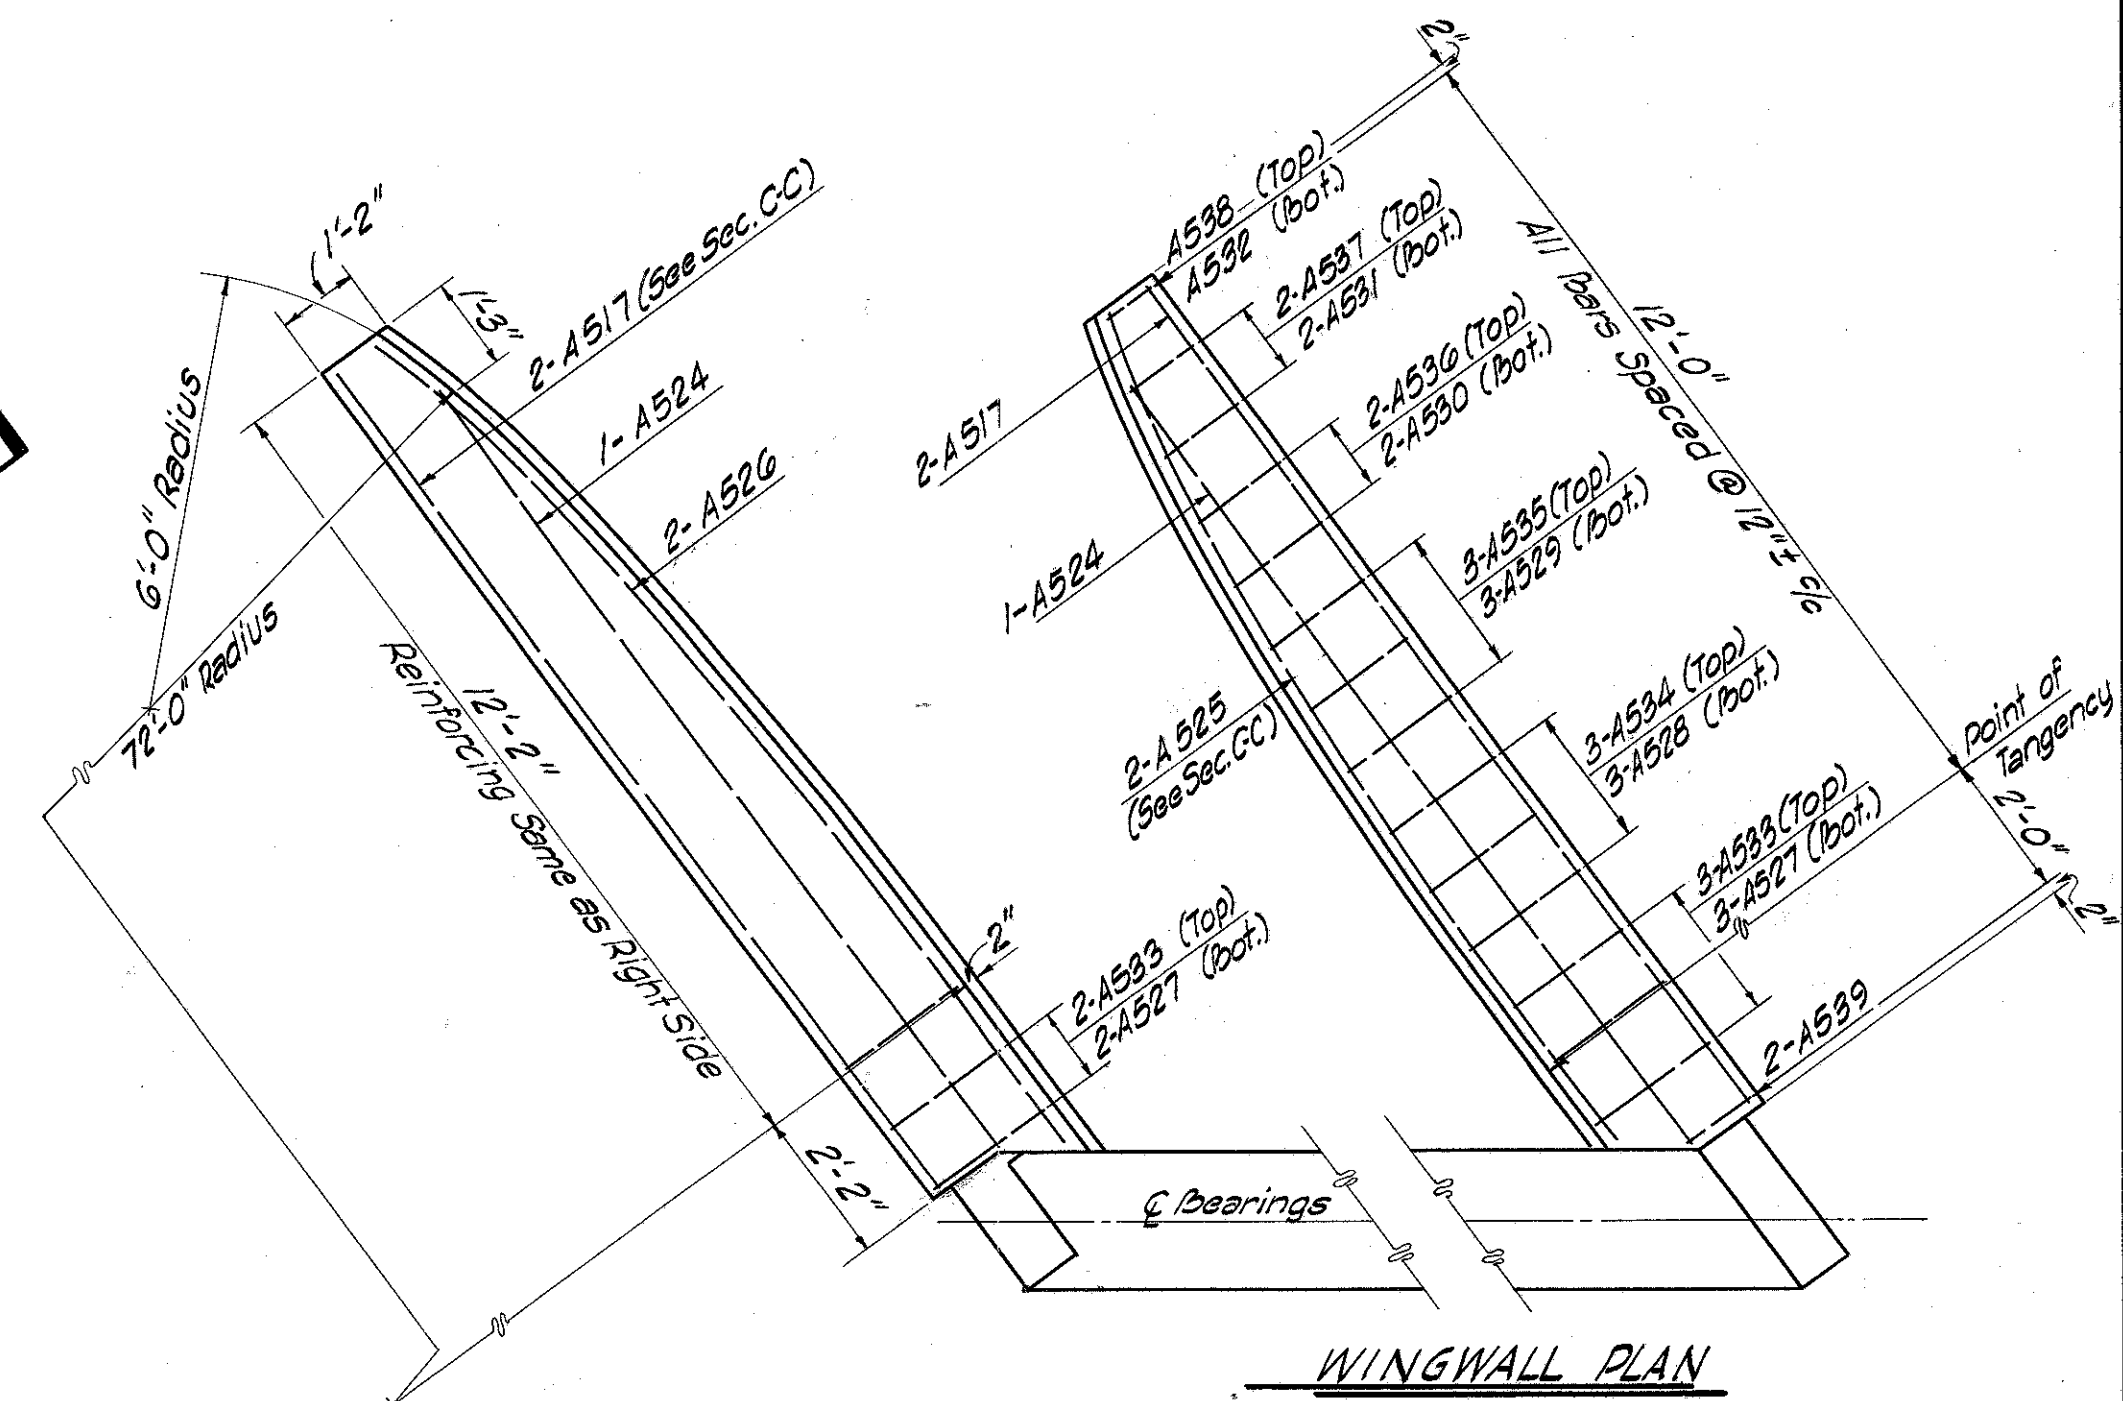 1'-2"
1'-3"
2-A517 (See Sec. C-C)
1-A524
2-A526
6'-0" Radius
72'-0" Radius
12'-2"
Reinforcing Same as Right Side
2'-2"
2"
2-A533 (Top)
2-A527 (Bot.)
2"
A538 (Top)
A532 (Bot.)
2-A537 (Top)
2-A531 (Bot.)
2-A536 (Top)
2-A530 (Bot.)
3-A535 (Top)
3-A529 (Bot.)
3-A534 (Top)
3-A528 (Bot.)
3-A533 (Top)
3-A527 (Bot.)
2-A539
12'-0"
All Bars Spaced @ 12"± c/c
Point of
Tangency
2'-0"
2"
2-A517
1-A524
2-A525
(See Sec. C-C)
℄ Bearings
WINGWALL PLAN